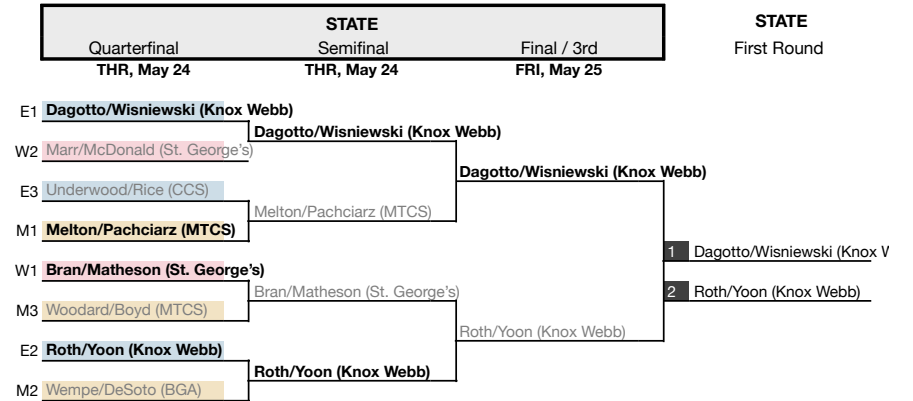 STATE
STATE
Quarterfinal Semifinal Final / 3rd
First Round
THR, May 24 THR, May 24 FRI, May 25
E1 Dagotto/Wisniewski (Knox Webb)
Dagotto/Wisniewski (Knox Webb)
W2 Marr/McDonald (St. George's)
Dagotto/Wisniewski (Knox Webb)
E3 Underwood/Rice (CCS)
Melton/Pachciarz (MTCS)
M1 Melton/Pachciarz (MTCS)
1 Dagotto/Wisniewski (Knox
W1 Bran/Matheson (St. George's)
Bran/Matheson (St. George's)
2 Roth/Yoon (Knox Webb)
M3 Woodard/Boyd (MTCS)
Roth/Yoon (Knox Webb)
E2 Roth/Yoon (Knox Webb)
Roth/Yoon (Knox Webb)
M2 Wempe/DeSoto (BGA)